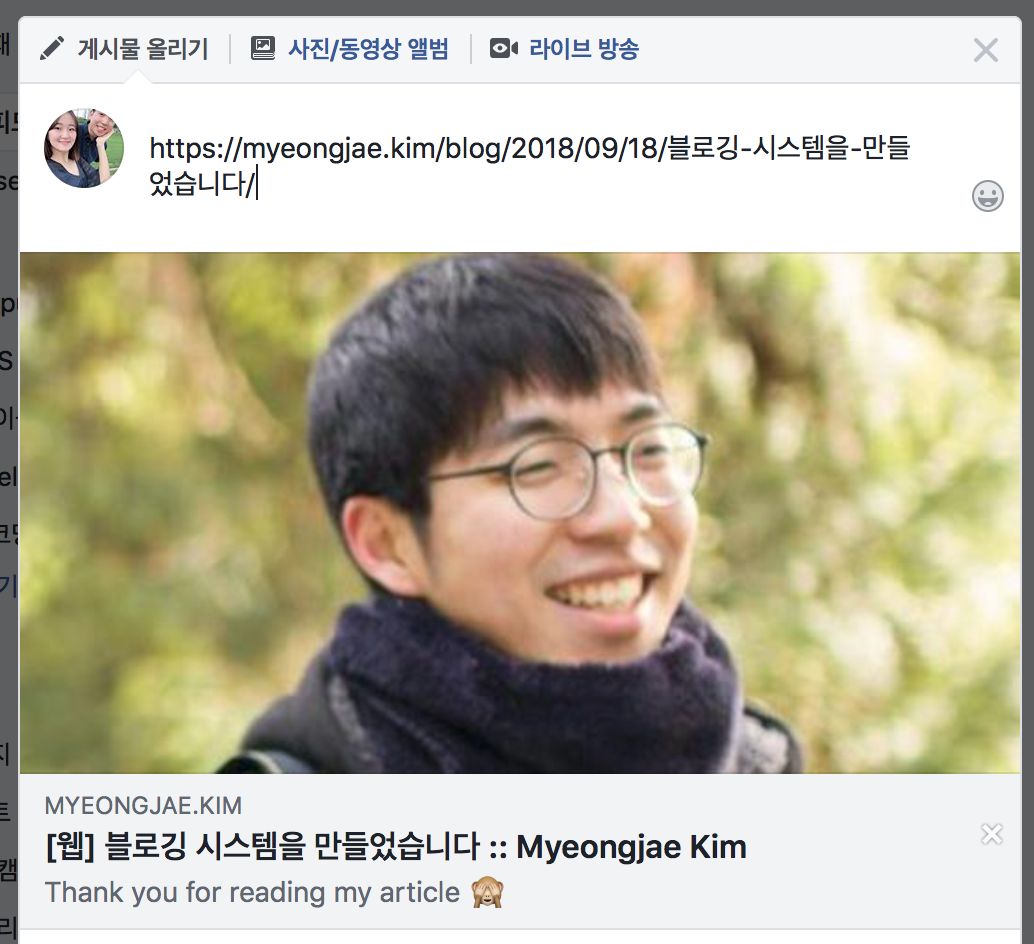 게시물 올리기
사진/동영상 앨범
라이브 방송
https://myeongjae.kim/blog/2018/09/18/블로깅-시스템을-만들
었습니다/
MYEONGJAE.KIM
[웹] 블로깅 시스템을 만들었습니다 :: Myeongjae Kim
Thank you for reading my article 🙈